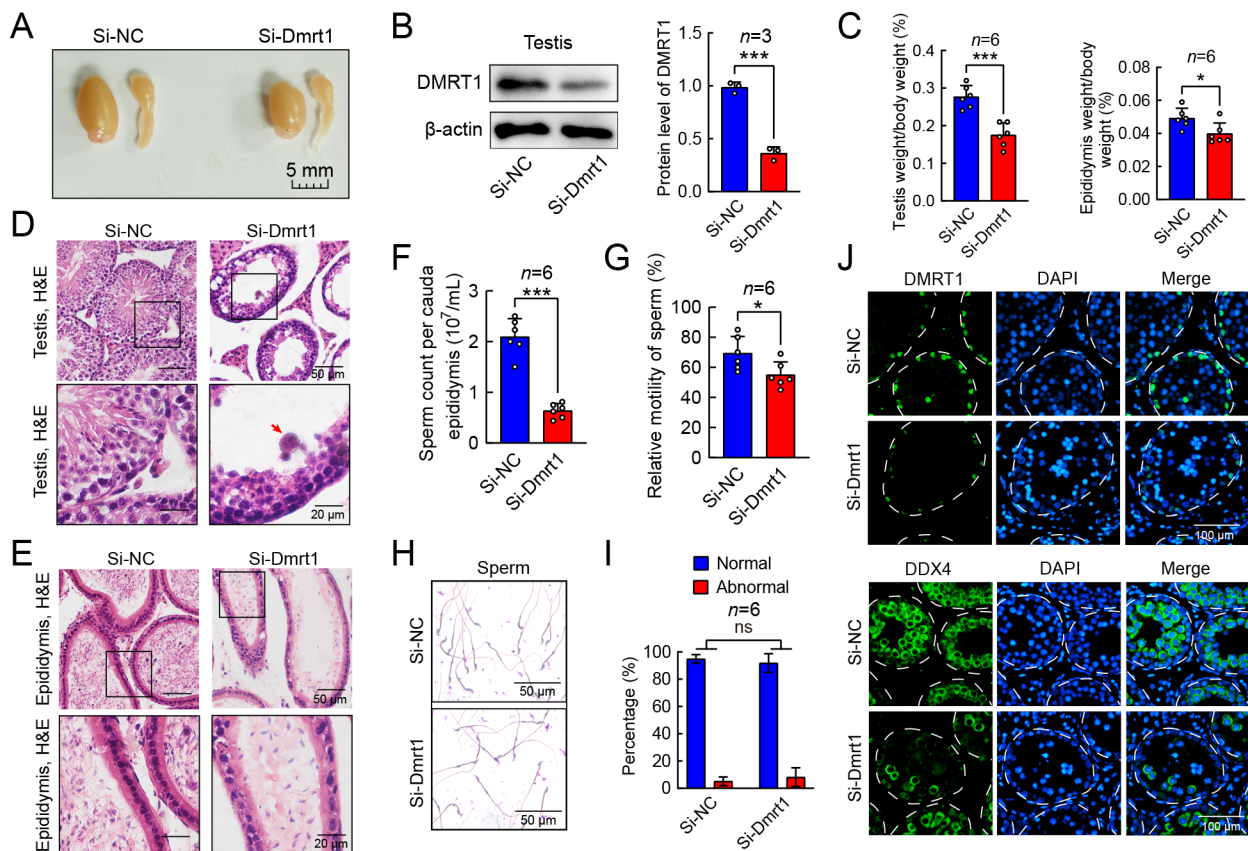 A
Si-NC
Si-Dmrt1
5 mm
B
Testis
DMRT1
β-actin
Si-NC
Si-Dmrt1
Protein level of DMRT1
n=3
***
1.5
1.0
0.5
0.0
Si-NC
Si-Dmrt1
C
Testis weight/body weight (%)
n=6
***
0.4
0.3
0.2
0.1
0.0
Si-NC
Si-Dmrt1
Epididymis weight/body
weight (%)
n=6
*
0.08
0.06
0.04
0.02
0.00
Si-NC
Si-Dmrt1
D
Si-NC
Si-Dmrt1
Testis, H&E
50 μm
Testis, H&E
20 μm
E
Si-NC
Si-Dmrt1
Epididymis, H&E
50 μm
Epididymis, H&E
20 μm
F
Sperm count per cauda
epididymis (10⁷/mL)
n=6
***
3
2
1
0
Si-NC
Si-Dmrt1
G
Relative motility of sperm (%)
n=6
*
100
80
60
40
20
0
Si-NC
Si-Dmrt1
H
Sperm
Si-NC
50 μm
Si-Dmrt1
50 μm
I
Normal
Abnormal
n=6
ns
Percentage (%)
100
80
60
40
20
0
Si-NC
Si-Dmrt1
J
DMRT1
DAPI
Merge
Si-NC
Si-Dmrt1
100 μm
DDX4
DAPI
Merge
Si-NC
Si-Dmrt1
100 μm